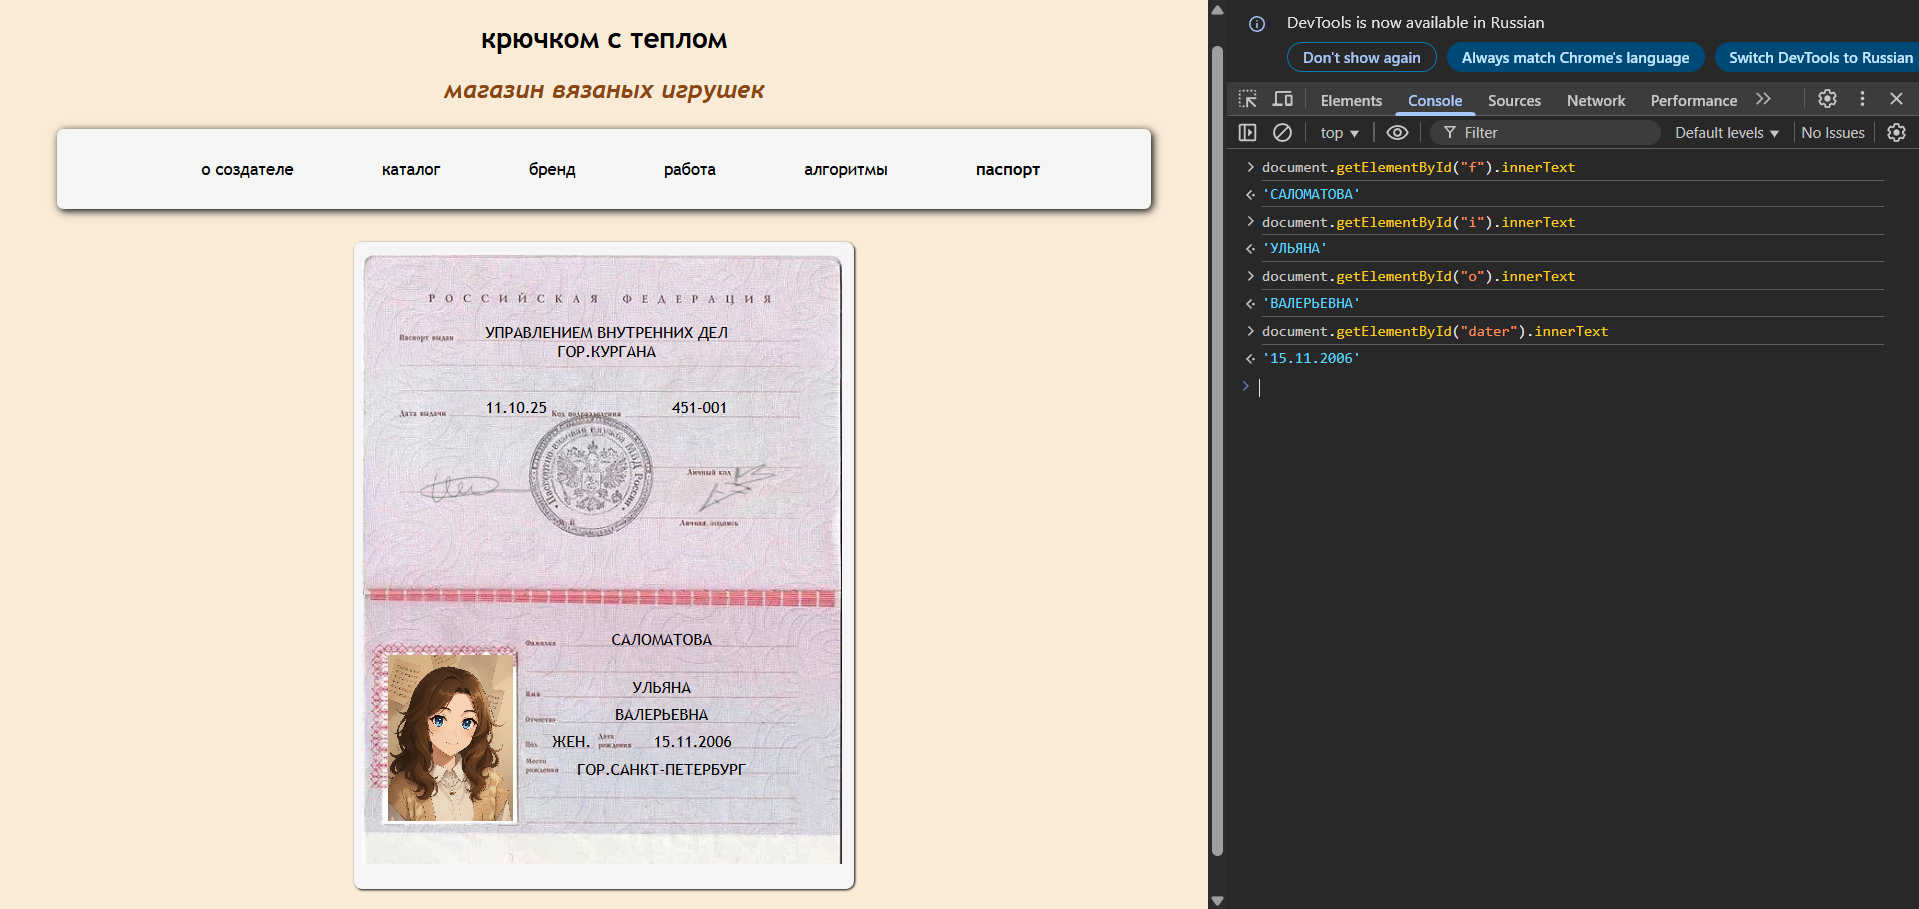 крючком с теплом
магазин вязаных игрушек
о создателе каталог бренд работа алгоритмы паспорт
РОССИЙСКАЯ ФЕДЕРАЦИЯ
Паспорт выдан УПРАВЛЕНИЕМ ВНУТРЕННИХ ДЕЛ
ГОР.КУРГАНА
Дата выдачи 11.10.25 Код подразделения 451-001
Личный код
Личная подпись
Фамилия САЛОМАТОВА
Имя УЛЬЯНА
Отчество ВАЛЕРЬЕВНА
Пол ЖЕН. Дата рождения 15.11.2006
Место рождения ГОР.САНКТ-ПЕТЕРБУРГ
DevTools is now available in Russian
Don't show again Always match Chrome's language Switch DevTools to Russian
Elements Console Sources Network Performance
top Filter Default levels No Issues
document.getElementById("f").innerText
'САЛОМАТОВА'
document.getElementById("i").innerText
'УЛЬЯНА'
document.getElementById("o").innerText
'ВАЛЕРЬЕВНА'
document.getElementById("dater").innerText
'15.11.2006'